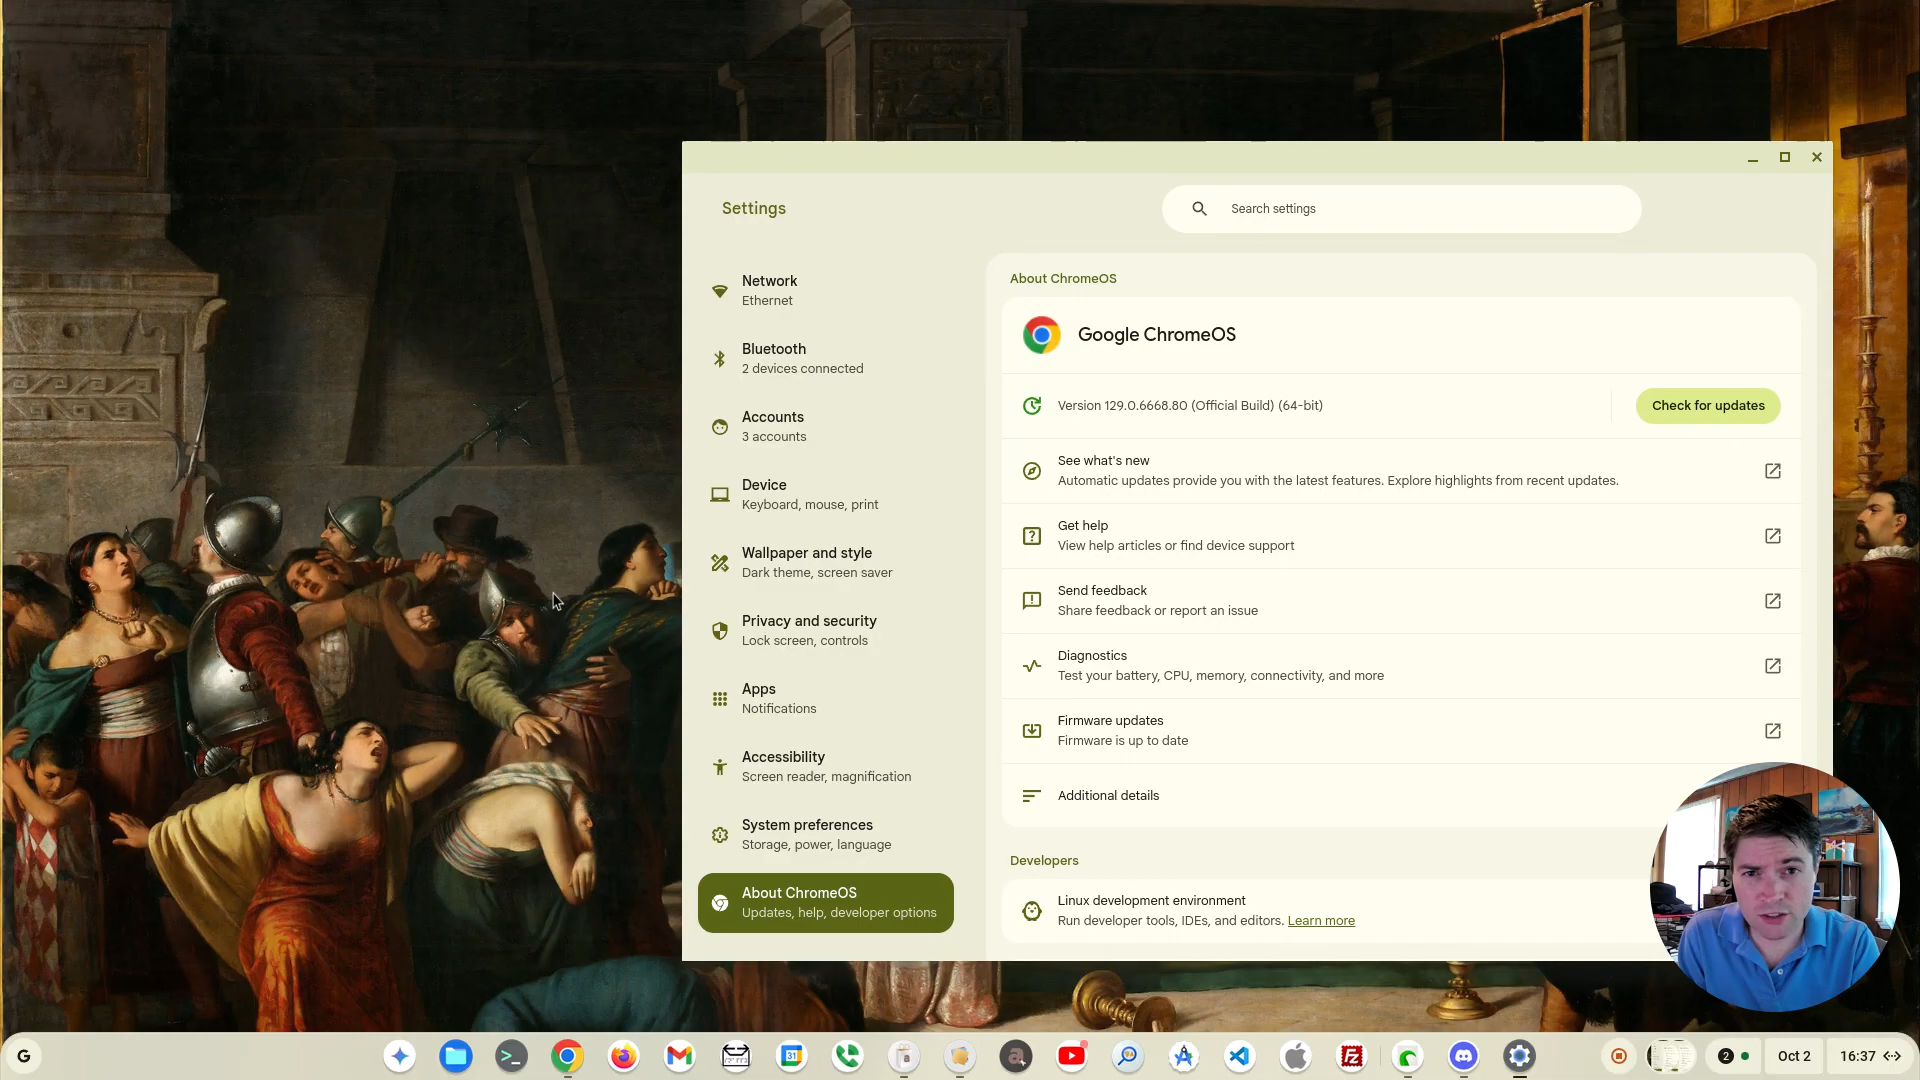 Settings
Search settings
Network
Ethernet
Bluetooth
2 devices connected
Accounts
3 accounts
Device
Keyboard, mouse, print
Wallpaper and style
Dark theme, screen saver
Privacy and security
Lock screen, controls
Apps
Notifications
Accessibility
Screen reader, magnification
System preferences
Storage, power, language
About ChromeOS
Updates, help, developer options
About ChromeOS
Google ChromeOS
Version 129.0.6668.80 (Official Build) (64-bit)
Check for updates
See what's new
Automatic updates provide you with the latest features. Explore highlights from recent updates.
Get help
View help articles or find device support
Send feedback
Share feedback or report an issue
Diagnostics
Test your battery, CPU, memory, connectivity, and more
Firmware updates
Firmware is up to date
Additional details
Developers
Linux development environment
Run developer tools, IDEs, and editors. Learn more
G
31
a
FZ
2
Oct 2
16:37